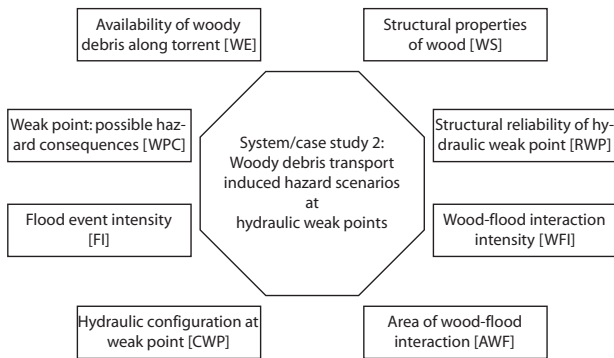 Availability of woody
debris along torrent [WE]
Structural properties
of wood [WS]
Weak point: possible haz-
ard consequences [WPC]
System/case study 2:
Woody debris transport
induced hazard scenarios
at
hydraulic weak points
Structural reliability of hy-
draulic weak point [RWP]
Flood event intensity
[FI]
Wood-flood interaction
intensity [WFI]
Hydraulic configuration at
weak point [CWP]
Area of wood-flood
interaction [AWF]